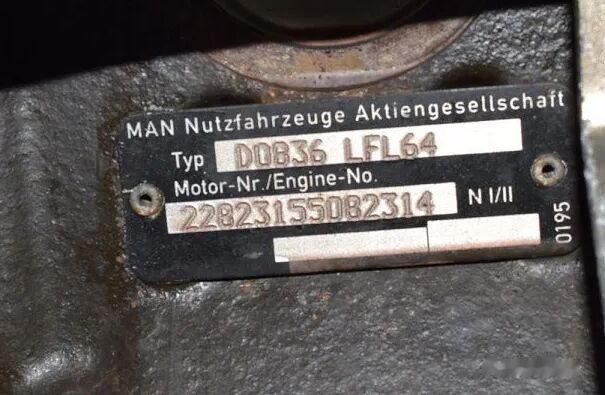 MAN Nutzfahrzeuge Aktiengesellschaft
Typ D0836 LFL64
Motor-Nr./Engine-No.
22823155082314 N I/II
0195